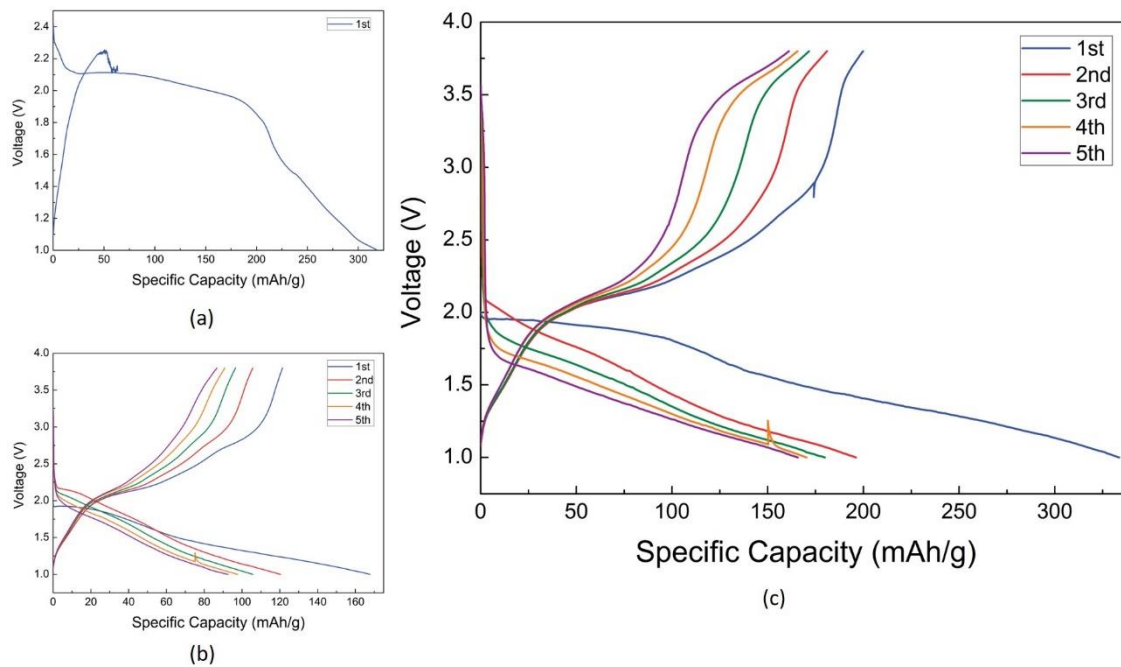 2.4
2.2
2.0
1.8
1.6
1.4
1.2
1.0
Voltage (V)
1st
0 50 100 150 200 250 300
Specific Capacity (mAh/g)
(a)
4.0
3.5
3.0
2.5
2.0
1.5
1.0
Voltage (V)
1st
2nd
3rd
4th
5th
0 20 40 60 80 100 120 140 160
Specific Capacity (mAh/g)
(b)
4.0
3.5
3.0
2.5
2.0
1.5
1.0
Voltage (V)
1st
2nd
3rd
4th
5th
0 50 100 150 200 250 300
Specific Capacity (mAh/g)
(c)